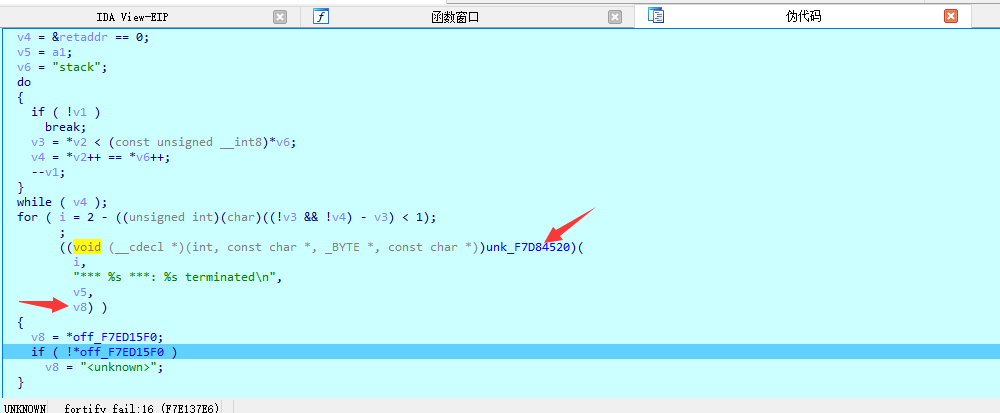 IDA View-EIP
函数窗口
伪代码
v4 = &retaddr == 0;
v5 = a1;
v6 = "stack";
do
{
if ( !v1 )
break;
v3 = *v2 < (const unsigned __int8)*v6;
v4 = *v2++ == *v6++;
--v1;
}
while ( v4 );
for ( i = 2 - ((unsigned int)(char)((!v3 && !v4) - v3) < 1);
;
((void (__cdecl *)(int, const char *, _BYTE *, const char *))unk_F7D84520)(
i,
"*** %s ***: %s terminated\n",
v5,
v8) )
{
v8 = *off_F7ED15F0;
if ( !*off_F7ED15F0 )
v8 = "<unknown>";
}
UNKNOWN fortify_fail:16 (F7E137E6)